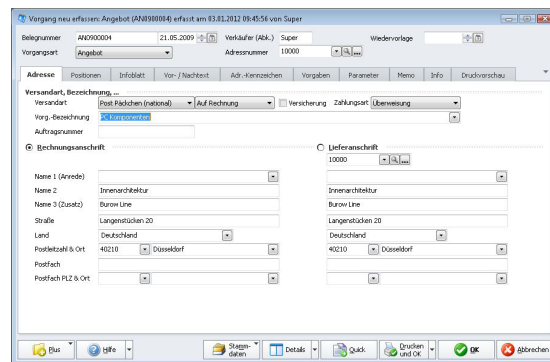 Vorgang neu erfassen: Angebot (AN0900004) erfasst am 03.01.2012 09:45:56 von Super
Belegnummer AN0900004 21.05.2009 Verkäufer (Abk.) Super Wiedervorlage
Vorgangsart Angebot Adressnummer 10000
Adresse Positionen Infoblatt Vor- / Nachtext Adr.-Kennzeichen Vorgaben Parameter Memo Info Druckvorschau
Versandart, Bezeichnung, ...
Versandart Post Päckchen (national) Auf Rechnung Versicherung Zahlungsart Überweisung
Vorg.-Bezeichnung PC Komponenten
Auftragsnummer
Rechnungsanschrift Lieferanschrift
10000
Name 1 (Anrede)
Name 2 Innenarchitektur Innenarchitektur
Name 3 (Zusatz) Burow Line Burow Line
Straße Langenstücken 20 Langenstücken 20
Land Deutschland Deutschland
Postleitzahl & Ort 40210 Düsseldorf 40210 Düsseldorf
Postfach
Postfach PLZ & Ort
Plus Hilfe Stamm- daten Details Quick Drucken und OK OK Abbrechen